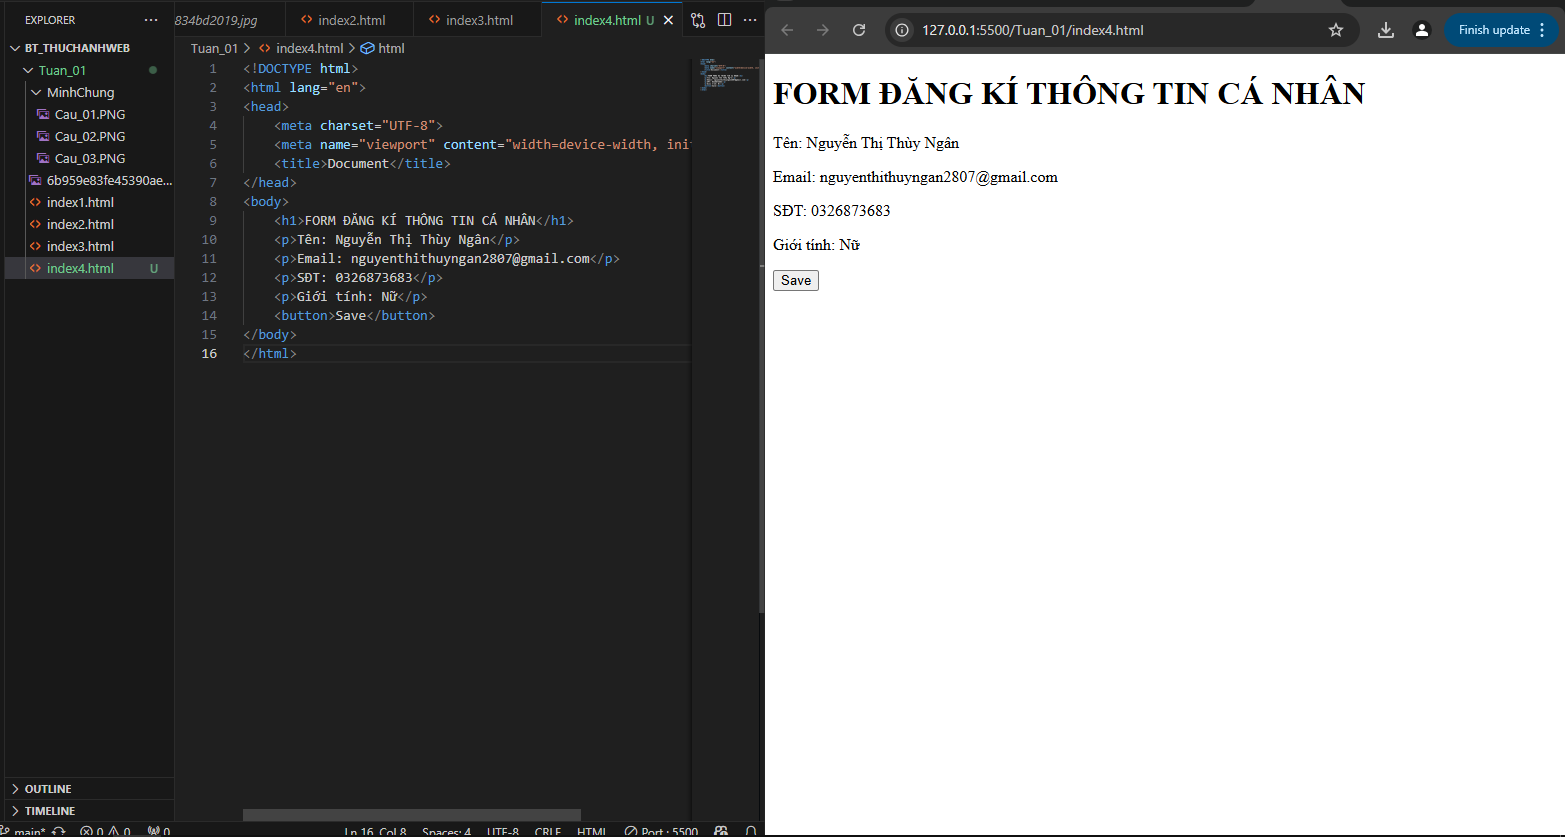 EXPLORER
BT_THUCHANHWEB
Tuan_01
MinhChung
Cau_01.PNG
Cau_02.PNG
Cau_03.PNG
6b959e83fe45390ae...
index1.html
index2.html
index3.html
index4.html U
OUTLINE
TIMELINE
834bd2019.jpg index2.html index3.html index4.html U
Tuan_01 > index4.html > html
1 <!DOCTYPE html>
2 <html lang="en">
3 <head>
4 <meta charset="UTF-8">
5 <meta name="viewport" content="width=device-width, ini
6 <title>Document</title>
7 </head>
8 <body>
9 <h1>FORM ĐĂNG KÍ THÔNG TIN CÁ NHÂN</h1>
10 <p>Tên: Nguyễn Thị Thùy Ngân</p>
11 <p>Email: nguyenthithuyngan2807@gmail.com</p>
12 <p>SĐT: 0326873683</p>
13 <p>Giới tính: Nữ</p>
14 <button>Save</button>
15 </body>
16 </html>
main* 0 0 0 Ln 16, Col 8 Spaces: 4 UTF-8 CRLF HTML Port : 5500
127.0.0.1:5500/Tuan_01/index4.html Finish update
FORM ĐĂNG KÍ THÔNG TIN CÁ NHÂN
Tên: Nguyễn Thị Thùy Ngân
Email: nguyenthithuyngan2807@gmail.com
SĐT: 0326873683
Giới tính: Nữ
Save